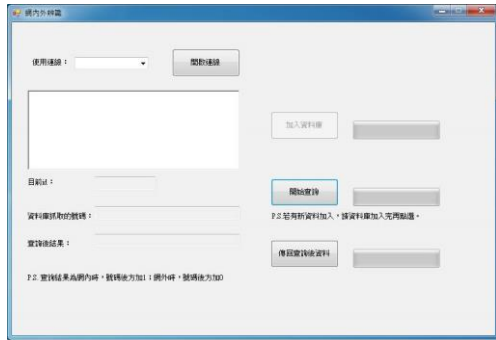 網內外辨識
使用連線：
開啟連線
加入資料庫
目前id：
開始查詢
資料庫抓取的號碼：
P.S.若有新資料加入，請資料庫加入完再點選。
查詢後結果：
傳回查詢後資料
P.S. 查詢結果為網內時，號碼後方加1；網外時，號碼後方加0